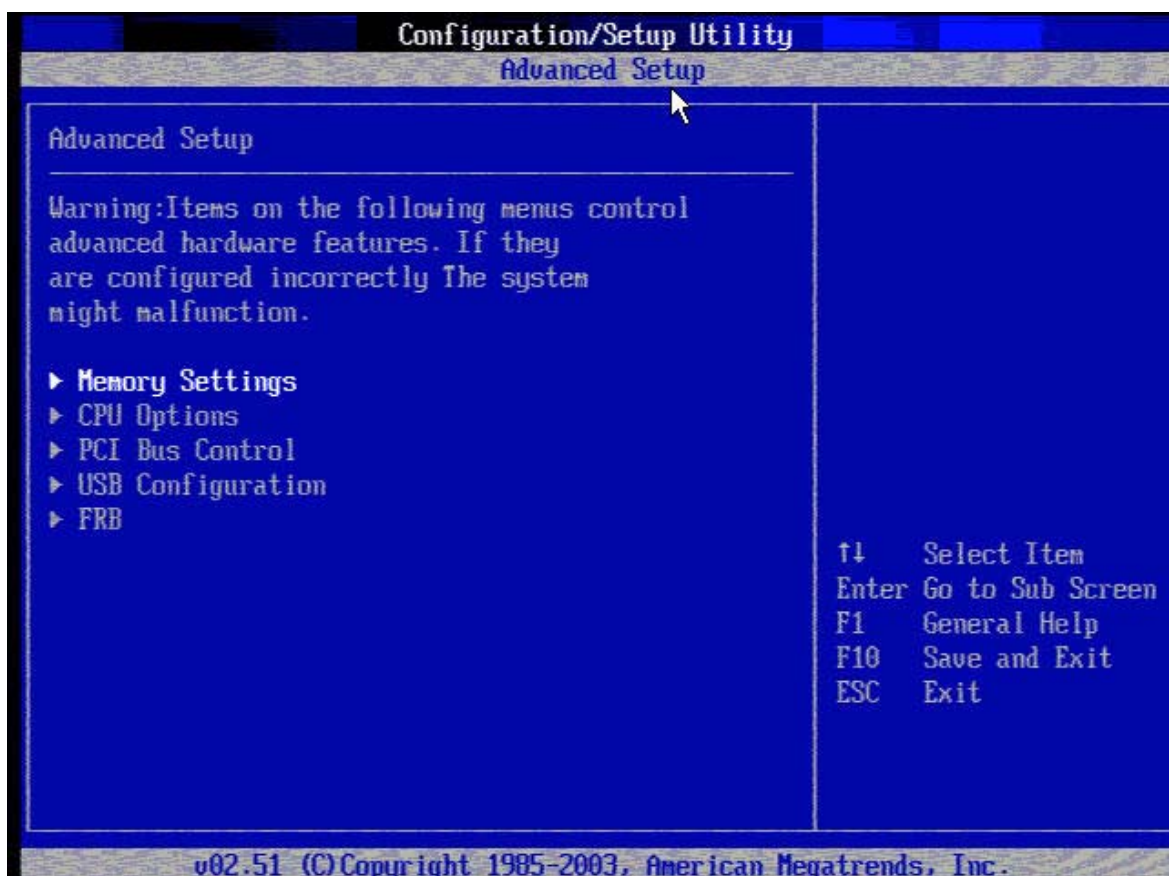 Configuration/Setup Utility
Advanced Setup
Advanced Setup
Warning:Items on the following menus control
advanced hardware features. If they
are configured incorrectly The system
might malfunction.
▶ Memory Settings
▶ CPU Options
▶ PCI Bus Control
▶ USB Configuration
▶ FRB
↑↓ Select Item
Enter Go to Sub Screen
F1 General Help
F10 Save and Exit
ESC Exit
v02.51 (C)Copyright 1985-2003, American Megatrends, Inc.